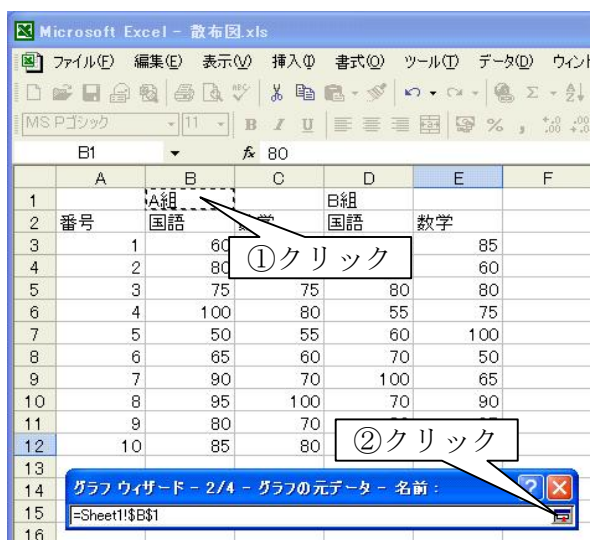 Microsoft Excel - 散布図.xls
ファイル(F) 編集(E) 表示(V) 挿入(I) 書式(O) ツール(T) データ(D) ウィン
MS Pゴシック 11 B I U % ,
B1 fx 80
A B C D E F
1 A組 D組
2 番号 国語 国語 数学
3 1 60 85
4 2 80 60
5 3 75 75 80 80
6 4 100 80 55 75
7 5 50 55 60 100
8 6 65 60 70 50
9 7 90 70 100 65
10 8 95 100 70 90
11 9 80 70
12 10 85 80
①クリック
②クリック
13
14 グラフ ウィザード - 2/4 - グラフの元データ - 名前 :
15 =Sheet1!$B$1
16